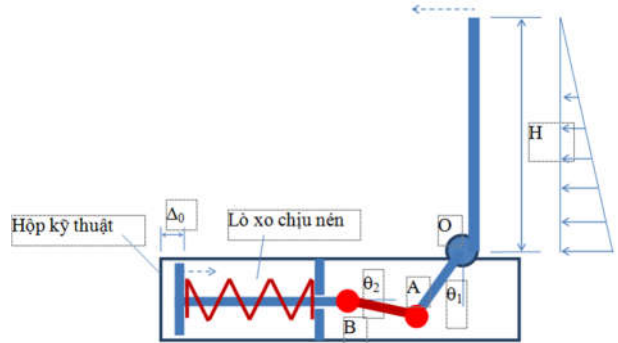 H
Δ₀
Lò xo chịu nén
Hộp kỹ thuật
O
θ₂
A
θ₁
B